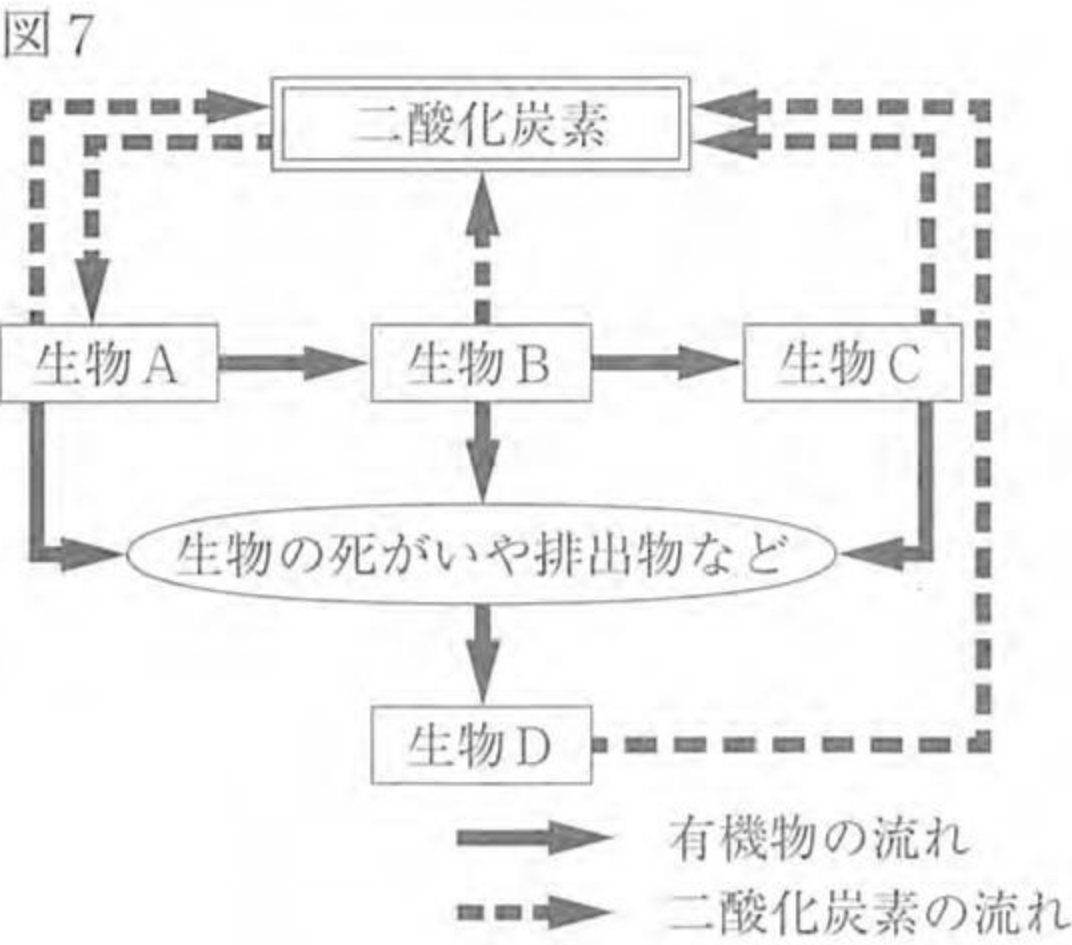 図7
二酸化炭素
生物A
生物B
生物C
生物の死がいや排出物など
生物D
有機物の流れ
二酸化炭素の流れ